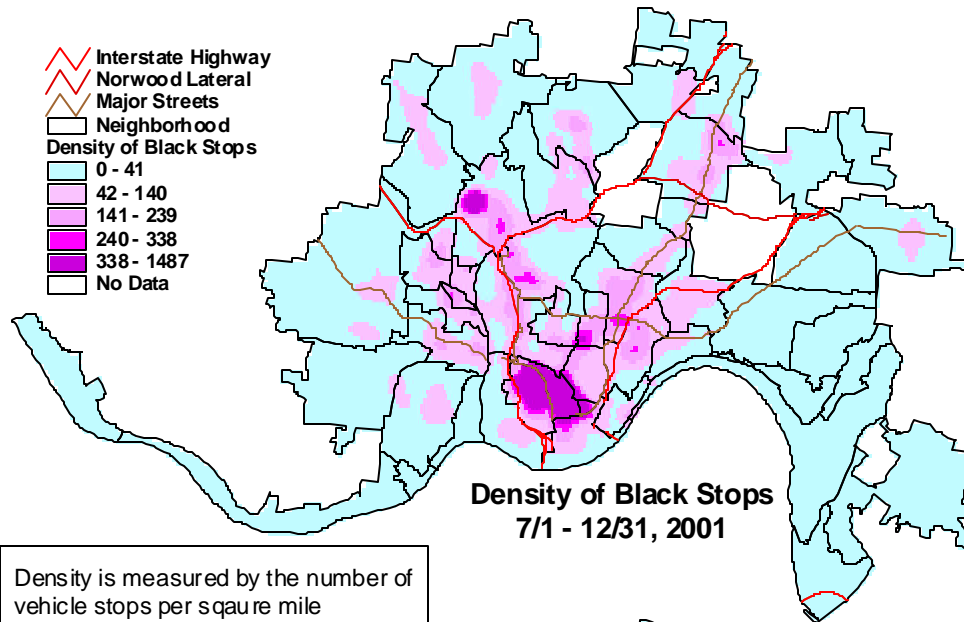 Interstate Highway
Norwood Lateral
Major Streets
Neighborhood
Density of Black Stops
0 - 41
42 - 140
141 - 239
240 - 338
338 - 1487
No Data
Density of Black Stops
7/1 - 12/31, 2001
Density is measured by the number of
vehicle stops per sqaure mile